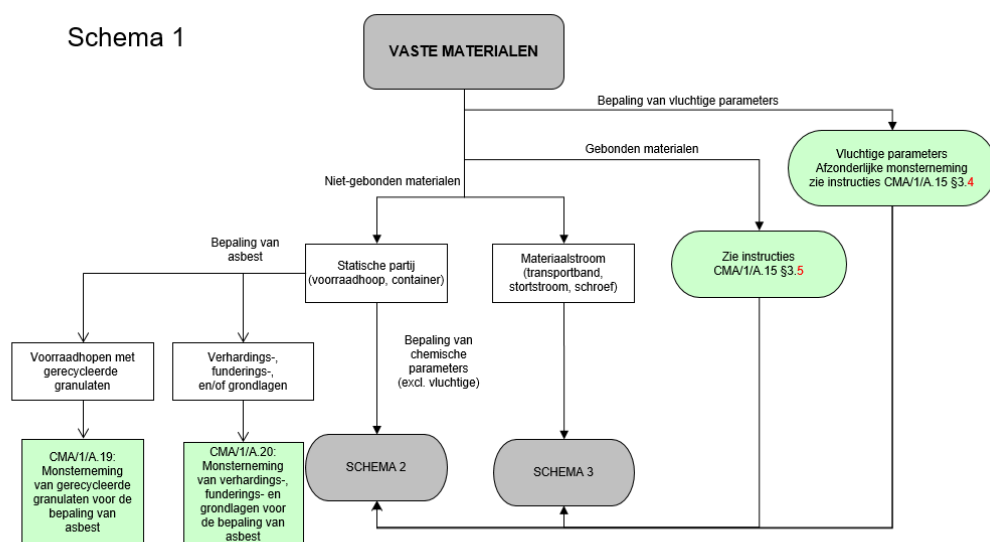 Schema 1
VASTE MATERIALEN
Bepaling van vluchtige parameters
Gebonden materialen
Vluchtige parameters
Afzonderlijke monsterneming
zie instructies CMA/1/A.15 §3.4
Niet-gebonden materialen
Bepaling van
asbest
Statische partij
(voorraadhoop, container)
Materiaalstroom
(transportband,
stortstroom, schroef)
Zie instructies
CMA/1/A.15 §3.5
Bepaling van
chemische
parameters
(excl. vluchtige)
Voorraadhopen met
gerecycleerde
granulaten
Verhardings-,
funderings-,
en/of grondlagen
CMA/1/A.19:
Monsterneming
van gerecycleerde
granulaten voor de
bepaling van
asbest
CMA/1/A.20:
Monsterneming
van verhardings-,
funderings- en
grondlagen voor
de bepaling van
asbest
SCHEMA 2
SCHEMA 3